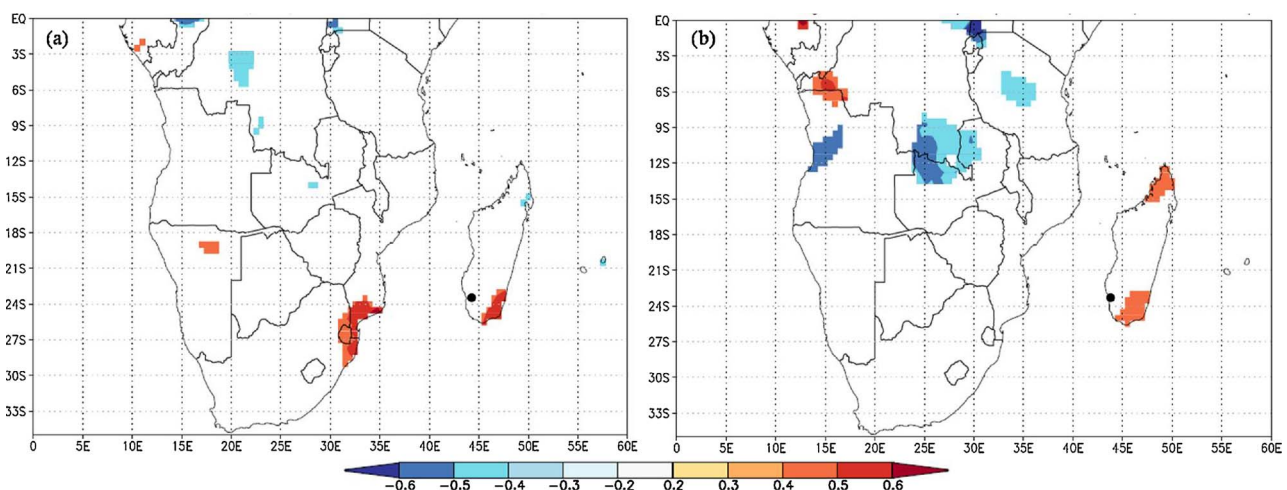 EQ (a) EQ (b)
3S 3S
6S 6S
9S 9S
12S 12S
15S 15S
18S 18S
21S 21S
24S 24S
27S 27S
30S 30S
33S 33S
0 5E 10E 15E 20E 25E 30E 35E 40E 45E 50E 55E 60E 0 5E 10E 15E 20E 25E 30E 35E 40E 45E 50E 55E 60E
-0.6 -0.5 -0.4 -0.3 -0.2 0.2 0.3 0.4 0.5 0.6